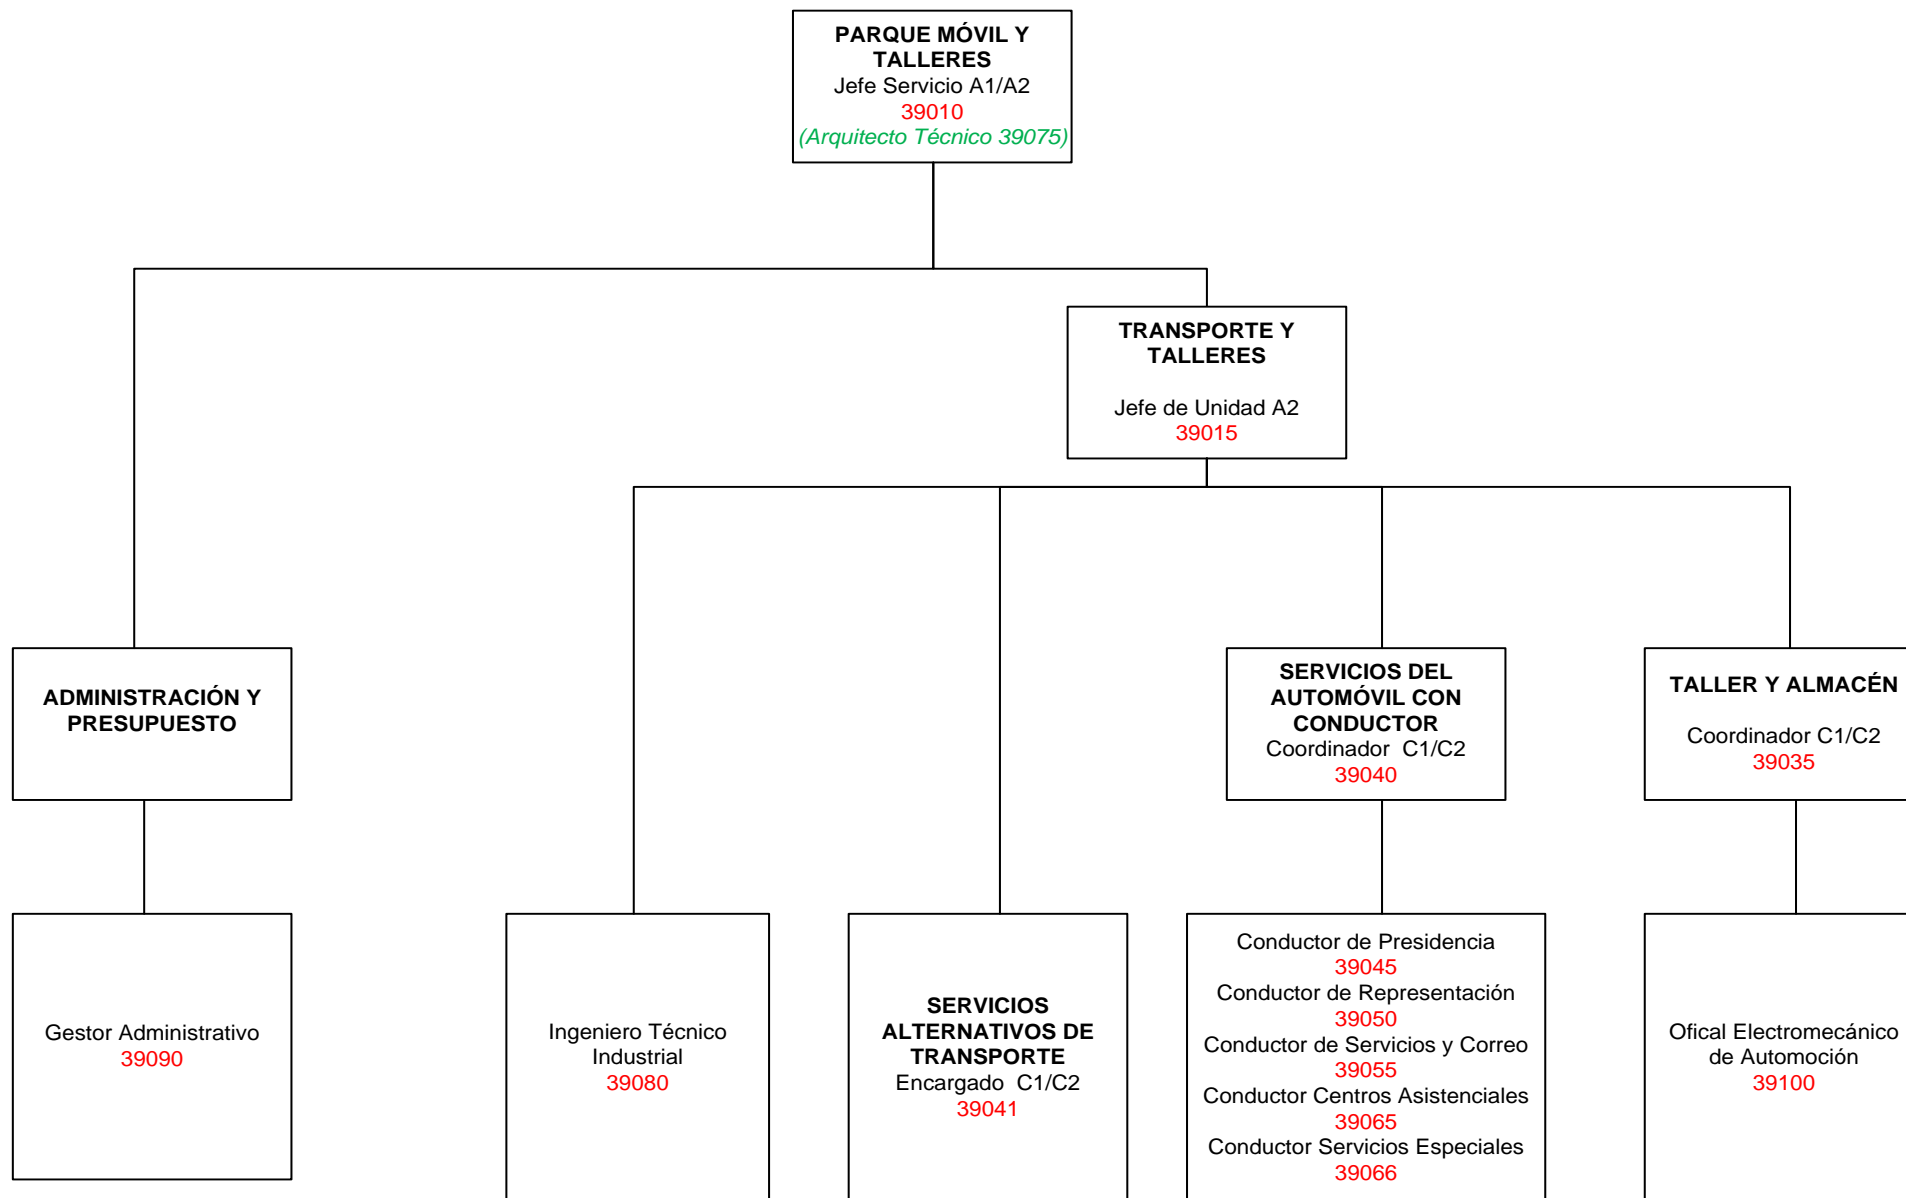 PARQUE MÓVIL Y
TALLERES
Jefe Servicio A1/A2
39010
(Arquitecto Técnico 39075)
TRANSPORTE Y
TALLERES
Jefe de Unidad A2
39015
ADMINISTRACIÓN Y
PRESUPUESTO
SERVICIOS DEL
AUTOMÓVIL CON
CONDUCTOR
Coordinador  C1/C2
39040
TALLER Y ALMACÉN
Coordinador C1/C2
39035
Gestor Administrativo
39090
Ingeniero Técnico
Industrial
39080
SERVICIOS
ALTERNATIVOS DE
TRANSPORTE
Encargado  C1/C2
39041
Conductor de Presidencia
39045
Conductor de Representación
39050
Conductor de Servicios y Correo
39055
Conductor Centros Asistenciales
39065
Conductor Servicios Especiales
39066
Ofical Electromecánico
de Automoción
39100